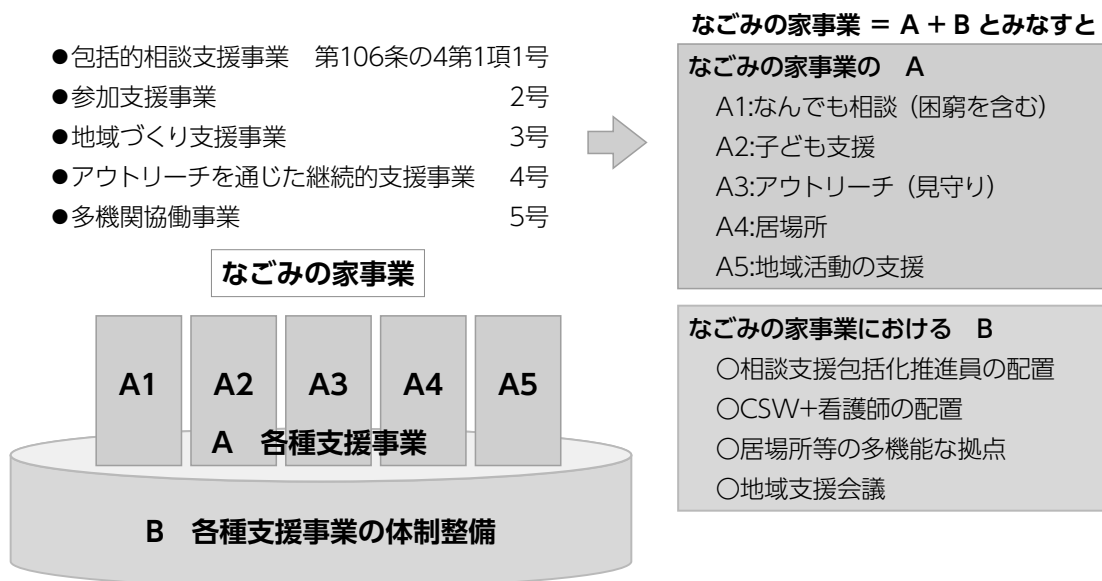 ●包括的相談支援事業　第106条の4第1項1号
●参加支援事業　2号
●地域づくり支援事業　3号
●アウトリーチを通じた継続的支援事業　4号
●多機関協働事業　5号
なごみの家事業
A1 A2 A3 A4 A5
A　各種支援事業
B　各種支援事業の体制整備
なごみの家事業 ＝ A + B とみなすと
なごみの家事業の　A
A1:なんでも相談（困窮を含む）
A2:子ども支援
A3:アウトリーチ（見守り）
A4:居場所
A5:地域活動の支援
なごみの家事業における　B
○相談支援包括化推進員の配置
○CSW+看護師の配置
○居場所等の多機能な拠点
○地域支援会議